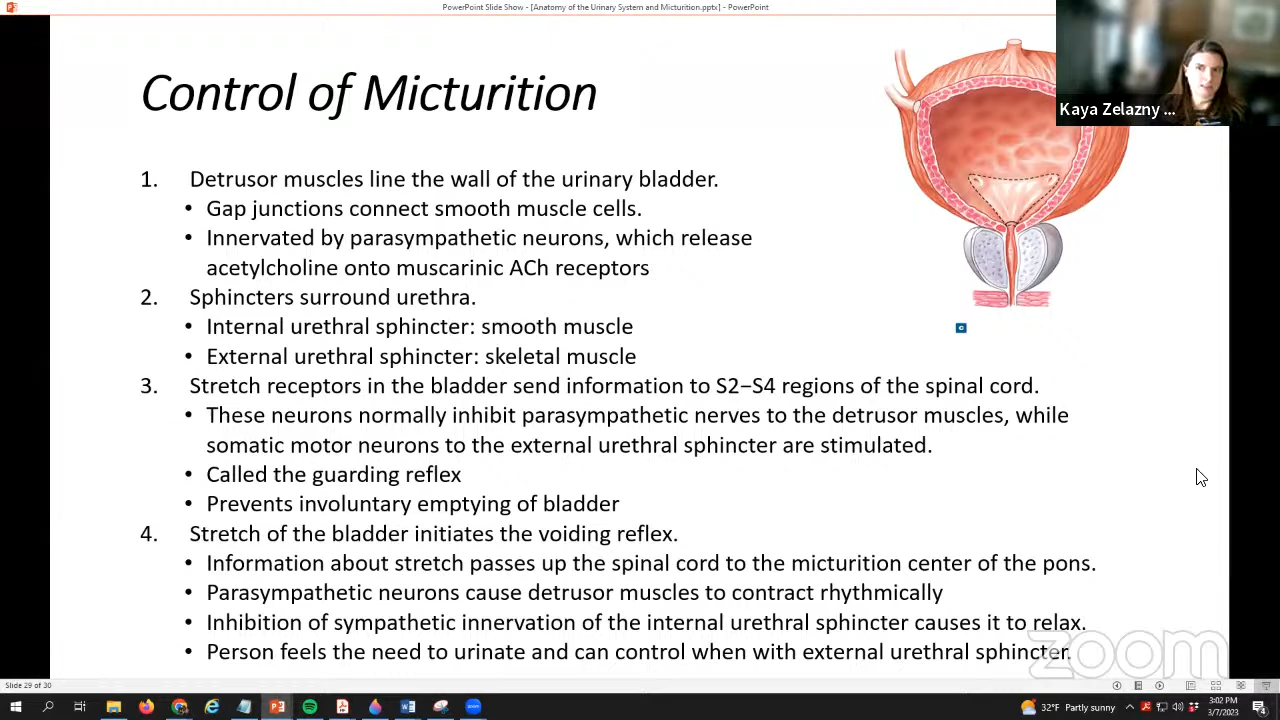 PowerPoint Slide Show - [Anatomy of the Urinary System and Micturition.pptx] - PowerPoint
Kaya Zelazny ...
Control of Micturition
1. Detrusor muscles line the wall of the urinary bladder.
• Gap junctions connect smooth muscle cells.
• Innervated by parasympathetic neurons, which release
acetylcholine onto muscarinic ACh receptors
2. Sphincters surround urethra.
• Internal urethral sphincter: smooth muscle
• External urethral sphincter: skeletal muscle
3. Stretch receptors in the bladder send information to S2–S4 regions of the spinal cord.
• These neurons normally inhibit parasympathetic nerves to the detrusor muscles, while
somatic motor neurons to the external urethral sphincter are stimulated.
• Called the guarding reflex
• Prevents involuntary emptying of bladder
4. Stretch of the bladder initiates the voiding reflex.
• Information about stretch passes up the spinal cord to the micturition center of the pons.
• Parasympathetic neurons cause detrusor muscles to contract rhythmically
• Inhibition of sympathetic innervation of the internal urethral sphincter causes it to relax.
• Person feels the need to urinate and can control when with external urethral sphincter.
zoom
Slide 29 of 30
32°F Partly sunny
3:02 PM
3/7/2023